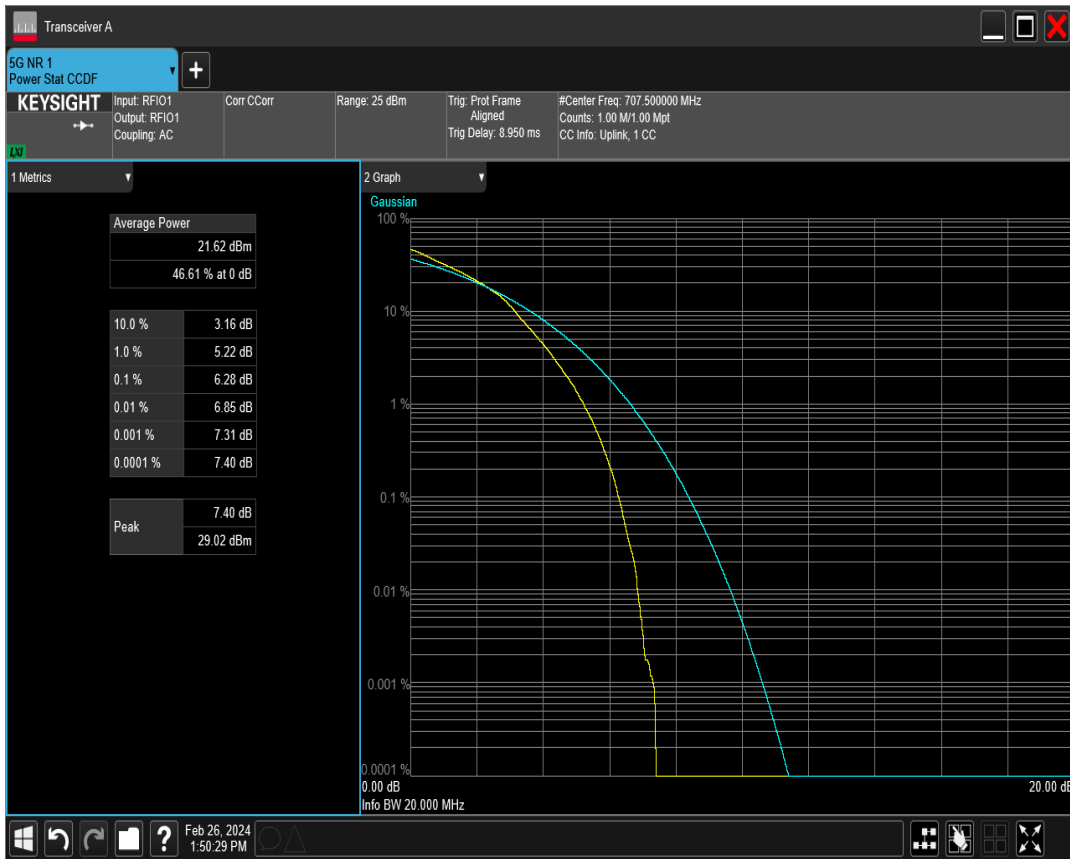 Transceiver A
5G NR 1
Power Stat CCDF
+
KEYSIGHT
LXI
Input: RFIO1
Output: RFIO1
Coupling: AC
Corr CCorr
Range: 25 dBm
Trig: Prot Frame
Aligned
Trig Delay: 8.950 ms
#Center Freq: 707.500000 MHz
Counts: 1.00 M/1.00 Mpt
CC Info: Uplink, 1 CC
1 Metrics
Average Power
21.62 dBm
46.61 % at 0 dB
10.0 % 3.16 dB
1.0 % 5.22 dB
0.1 % 6.28 dB
0.01 % 6.85 dB
0.001 % 7.31 dB
0.0001 % 7.40 dB
Peak
7.40 dB
29.02 dBm
2 Graph
Gaussian
100 %
10 %
1 %
0.1 %
0.01 %
0.001 %
0.0001 %
0.00 dB
20.00 dB
Info BW 20.000 MHz
?
Feb 26, 2024
1:50:29 PM